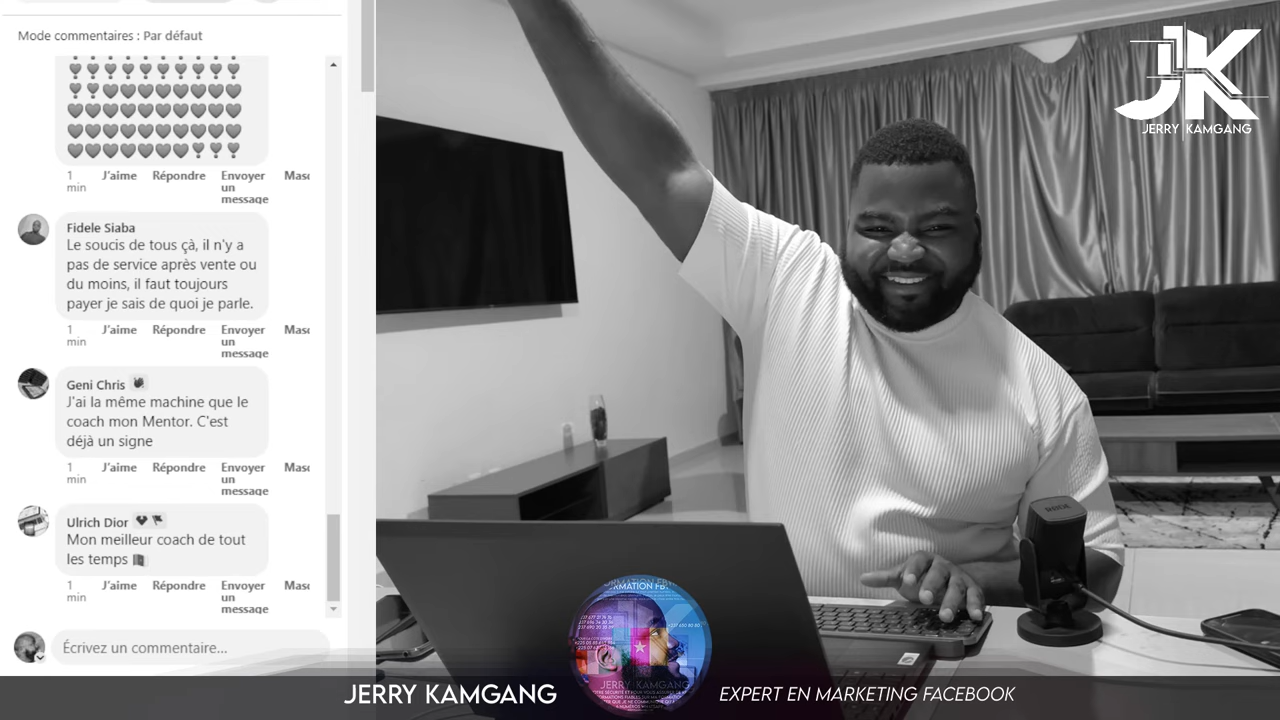 Mode commentaires : Par défaut
1 min
J'aime
Répondre
Envoyer un message
Fidele Siaba
Le soucis de tous çà, il n'y a
pas de service après vente ou
du moins, il faut toujours
payer je sais de quoi je parle.
1 min
J'aime
Répondre
Envoyer un message
Geni Chris
J'ai la même machine que le
coach mon Mentor. C'est
déjà un signe
1 min
J'aime
Répondre
Envoyer un message
Ulrich Dior
Mon meilleur coach de tout
les temps
1 min
J'aime
Répondre
Envoyer un message
Écrivez un commentaire...
JK
JERRY KAMGANG
RODE
JERRY KAMGANG
JERRY KAMGANG
EXPERT EN MARKETING FACEBOOK